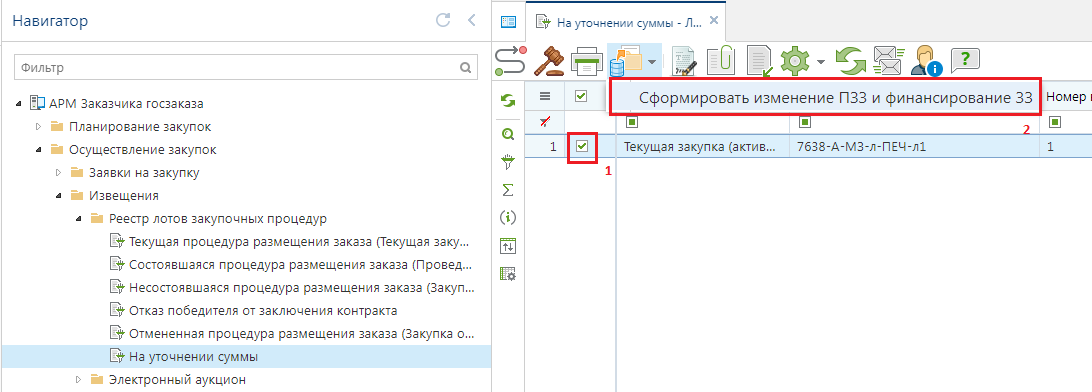 Навигатор
На уточнении суммы - Л...
Фильтр
АРМ Заказчика госзаказа
Планирование закупок
Осуществление закупок
Заявки на закупку
Извещения
Реестр лотов закупочных процедур
Текущая процедура размещения заказа (Текущая заку...
Состоявшаяся процедура размещения заказа (Провед...
Несостоявшаяся процедура размещения заказа (Закуп...
Отказ победителя от заключения контракта
Отмененная процедура размещения заказа (Закупка о...
На уточнении суммы
Электронный аукцион
Сформировать изменение ПЗЗ и финансирование ЗЗ
Номер
2
1 Текущая закупка (актив... 7638-А-МЗ-л-ПЕЧ-л1 1
1